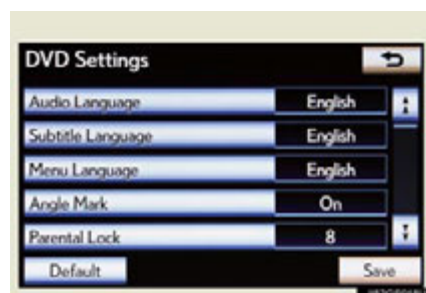 DVD Settings
Audio Language English
Subtitle Language English
Menu Language English
Angle Mark On
Parental Lock 8
Default Save